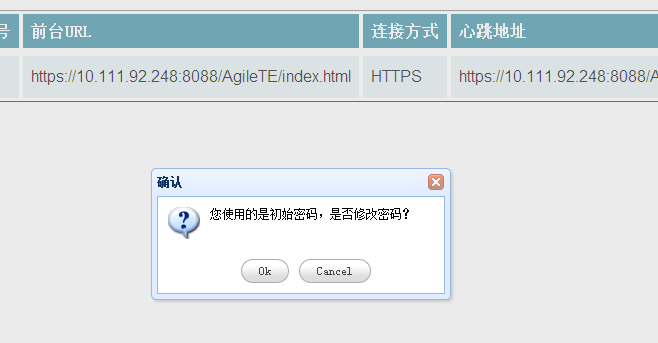 号 前台URL 连接方式 心跳地址
https://10.111.92.248:8088/AgileTE/index.html HTTPS https://10.111.92.248:8088/A
确认
您使用的是初始密码，是否修改密码？
Ok Cancel